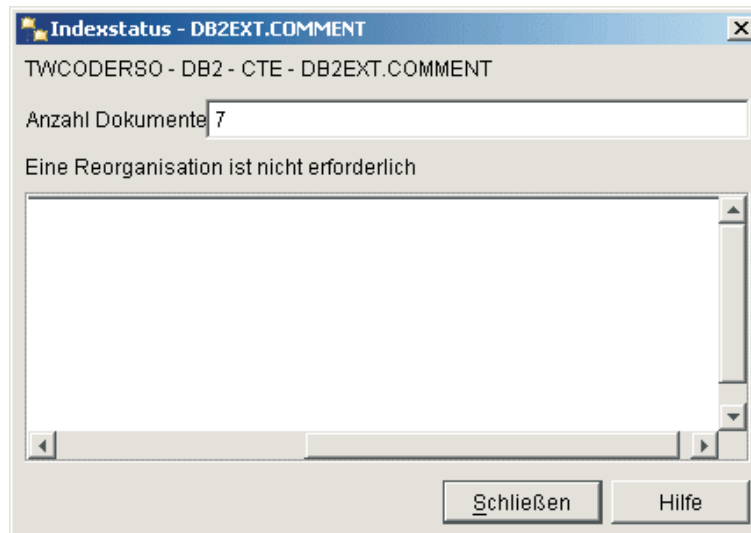 Indexstatus - DB2EXT.COMMENT
TWCODERSO - DB2 - CTE - DB2EXT.COMMENT
Anzahl Dokumente 7
Eine Reorganisation ist nicht erforderlich
Schließen Hilfe